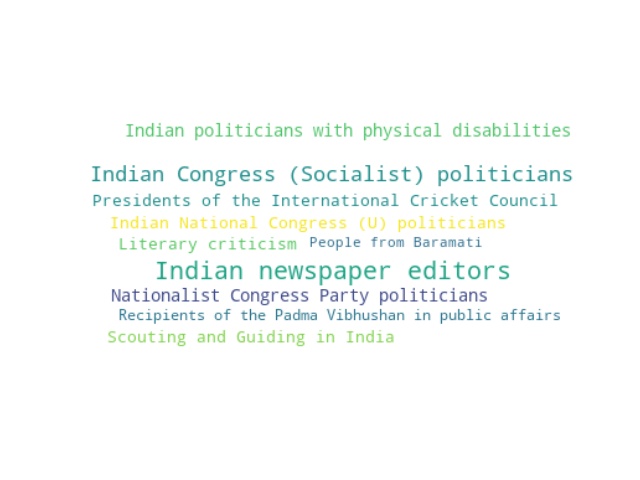 Indian politicians with physical disabilities
Indian Congress (Socialist) politicians
Presidents of the International Cricket Council
Indian National Congress (U) politicians
Literary criticism People from Baramati
Indian newspaper editors
Nationalist Congress Party politicians
Recipients of the Padma Vibhushan in public affairs
Scouting and Guiding in India